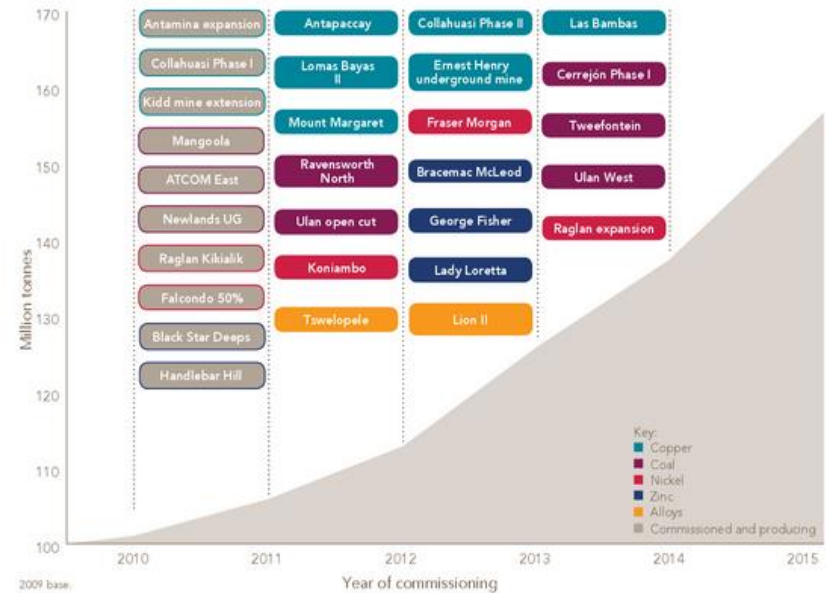 170
160
150
140
130
120
110
100
Million tonnes
Antamina expansion
Collahuasi Phase I
Kidd mine extension
Mangoola
ATCOM East
Newlands UG
Raglan Kikialik
Falcondo 50%
Black Star Deeps
Handlebar Hill
Antapaccay
Lomas Bayas
II
Mount Margaret
Ravensworth
North
Ulan open cut
Koniambo
Tswelopele
Collahuasi Phase II
Ernest Henry
underground mine
Fraser Morgan
Bracemac McLeod
George Fisher
Lady Loretta
Lion II
Las Bambas
Cerrejón Phase I
Tweefontein
Ulan West
Raglan expansion
Key:
Copper
Coal
Nickel
Zinc
Alloys
Commissioned and producing
2010 2011 2012 2013 2014 2015
Year of commissioning
2009 base.